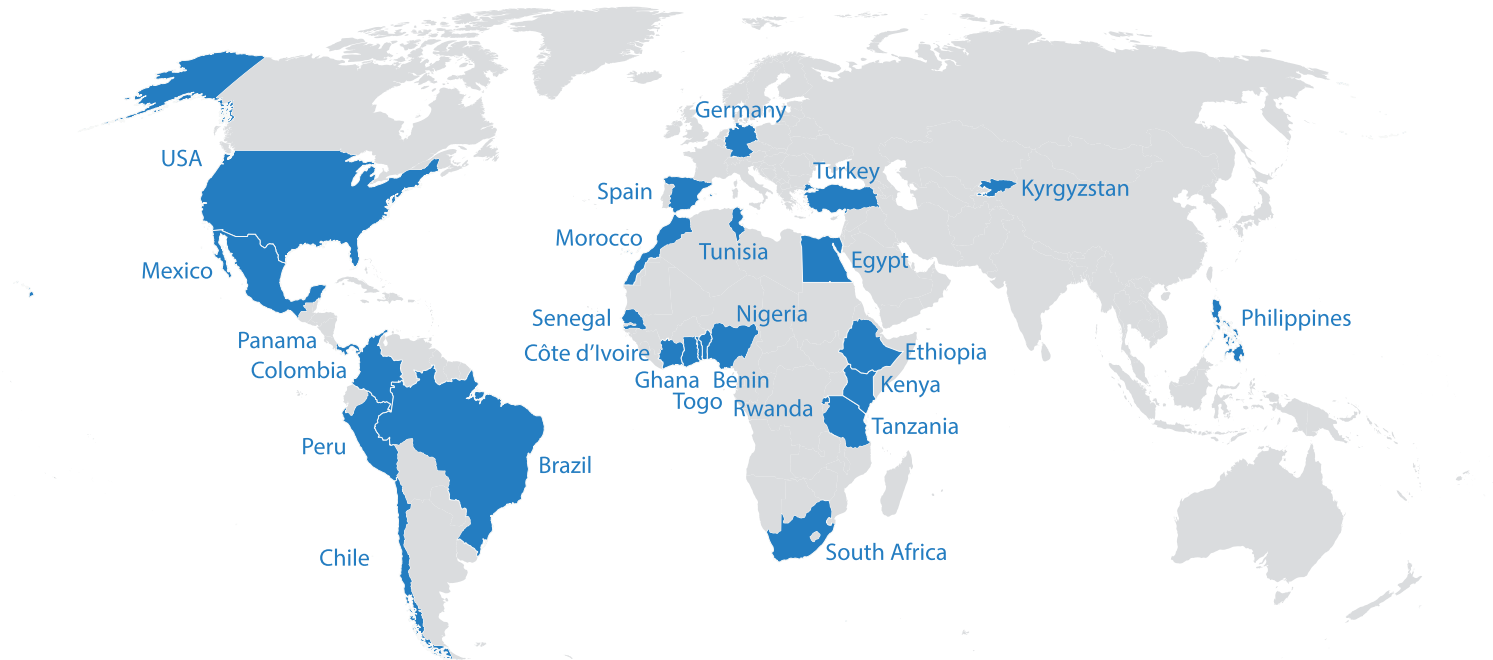 Germany
USA
Turkey
Spain
Kyrgyzstan
Morocco
Tunisia
Egypt
Mexico
Nigeria
Senegal
Philippines
Panama
Côte d’Ivoire
Ethiopia
Colombia
Ghana
Benin
Kenya
Togo
Rwanda
Tanzania
Peru
Brazil
South Africa
Chile